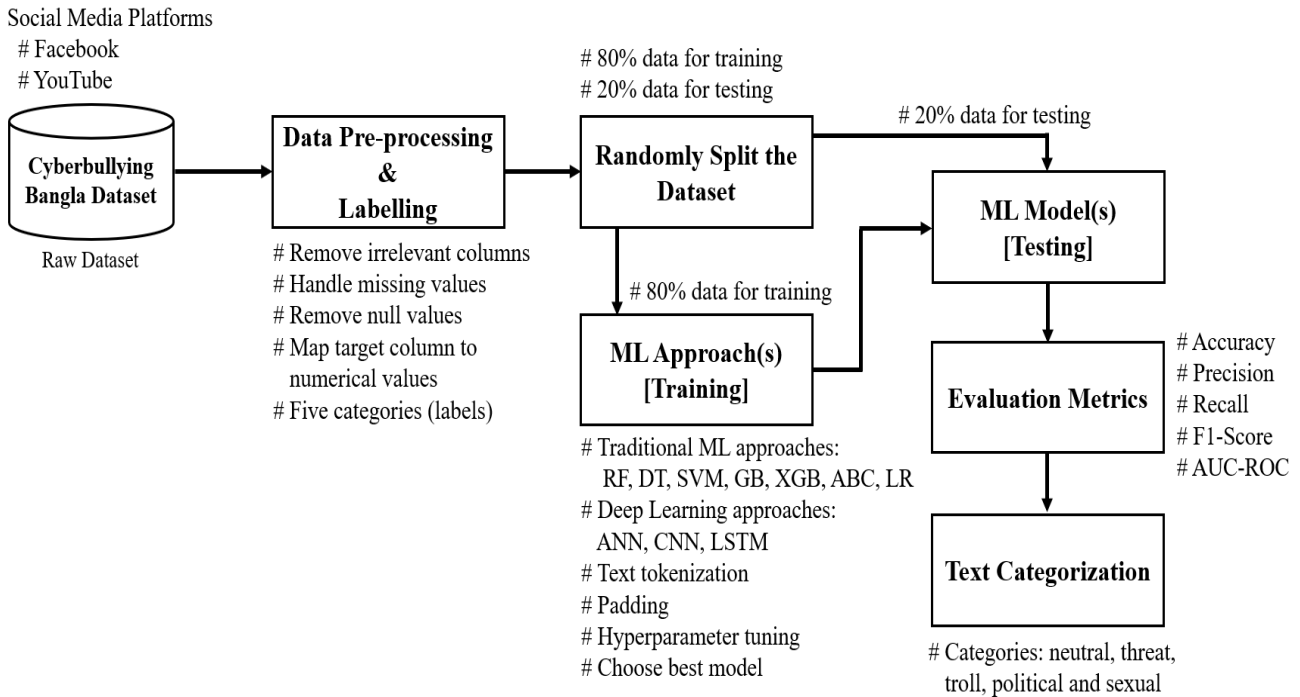 Social Media Platforms
# Facebook
# YouTube
Cyberbullying
Bangla Dataset
Raw Dataset
Data Pre-processing
&
Labelling
# Remove irrelevant columns
# Handle missing values
# Remove null values
# Map target column to
numerical values
# Five categories (labels)
# 80% data for training
# 20% data for testing
Randomly Split the
Dataset
# 20% data for testing
# 80% data for training
ML Approach(s)
[Training]
# Traditional ML approaches:
RF, DT, SVM, GB, XGB, ABC, LR
# Deep Learning approaches:
ANN, CNN, LSTM
# Text tokenization
# Padding
# Hyperparameter tuning
# Choose best model
ML Model(s)
[Testing]
Evaluation Metrics
# Accuracy
# Precision
# Recall
# F1-Score
# AUC-ROC
Text Categorization
# Categories: neutral, threat,
troll, political and sexual